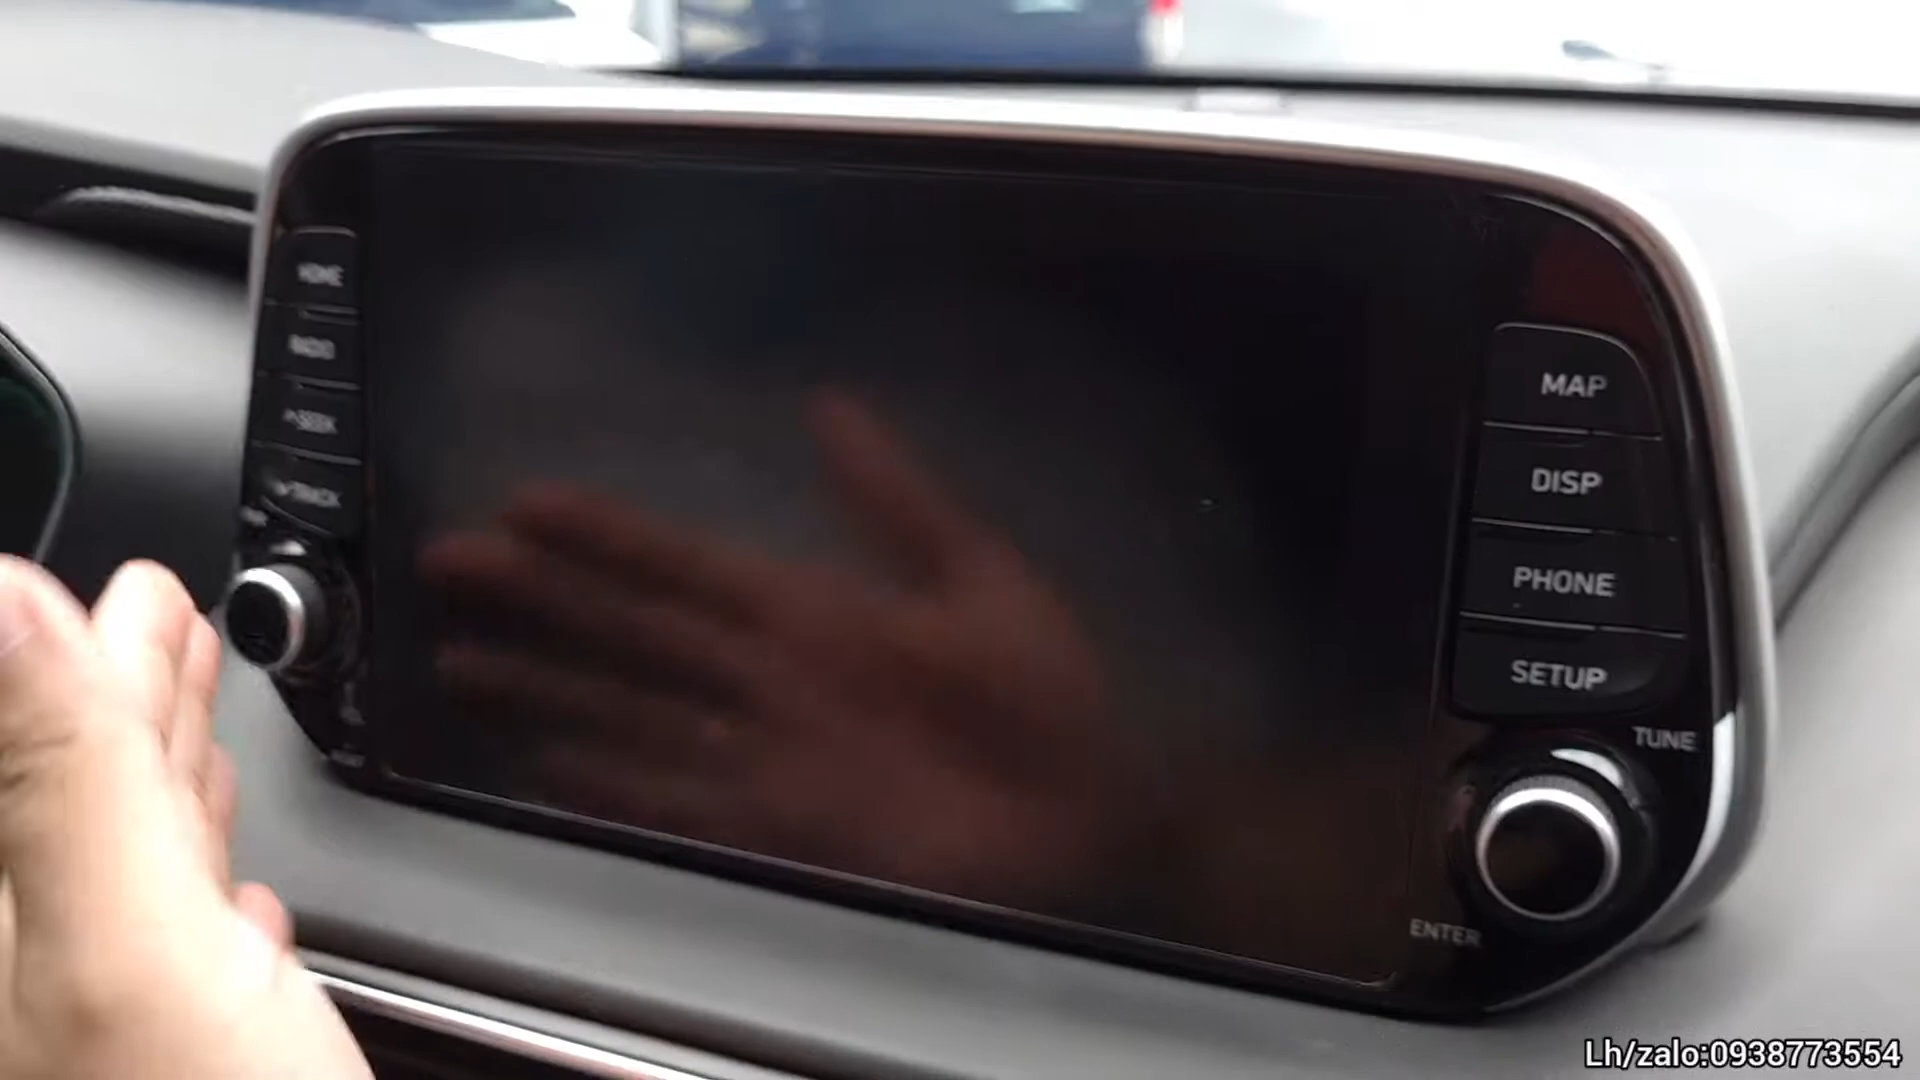 HOME
RADIO
SEEK
TRACK
MAP
DISP
PHONE
SETUP
TUNE
ENTER
Lh/zalo:0938773554